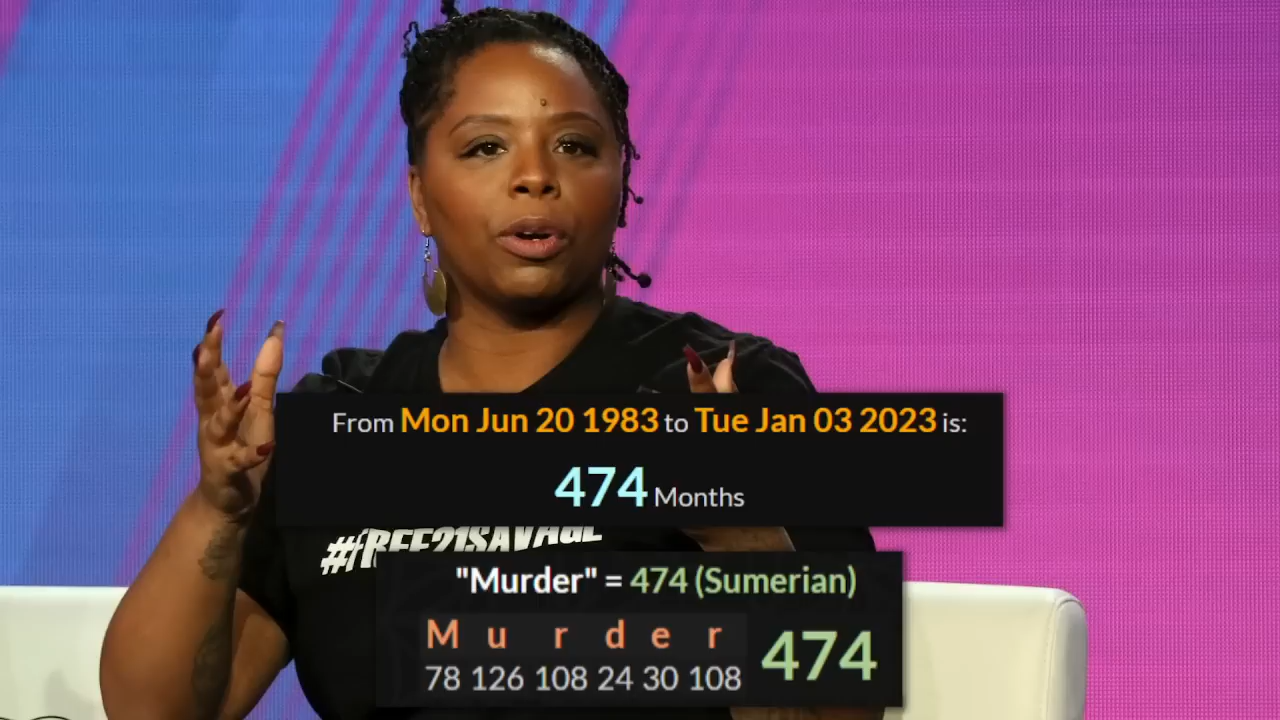 From Mon Jun 20 1983 to Tue Jan 03 2023 is:
474 Months
#FREE21SAVAGE
"Murder" = 474 (Sumerian)
M u r d e r
78 126 108 24 30 108 474